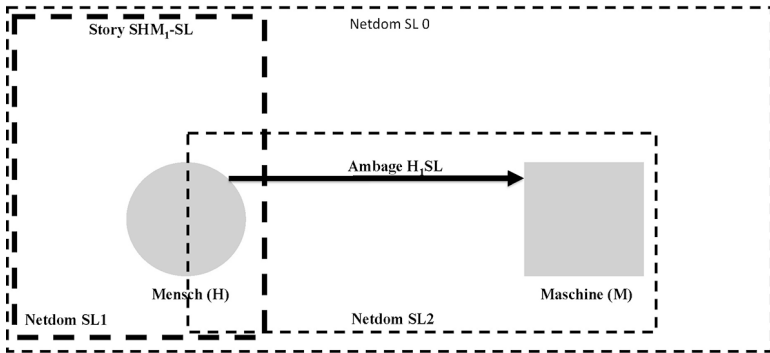 Story SHM₁-SL
Netdom SL 0
Ambage H₁SL
Mensch (H)
Maschine (M)
Netdom SL1
Netdom SL2